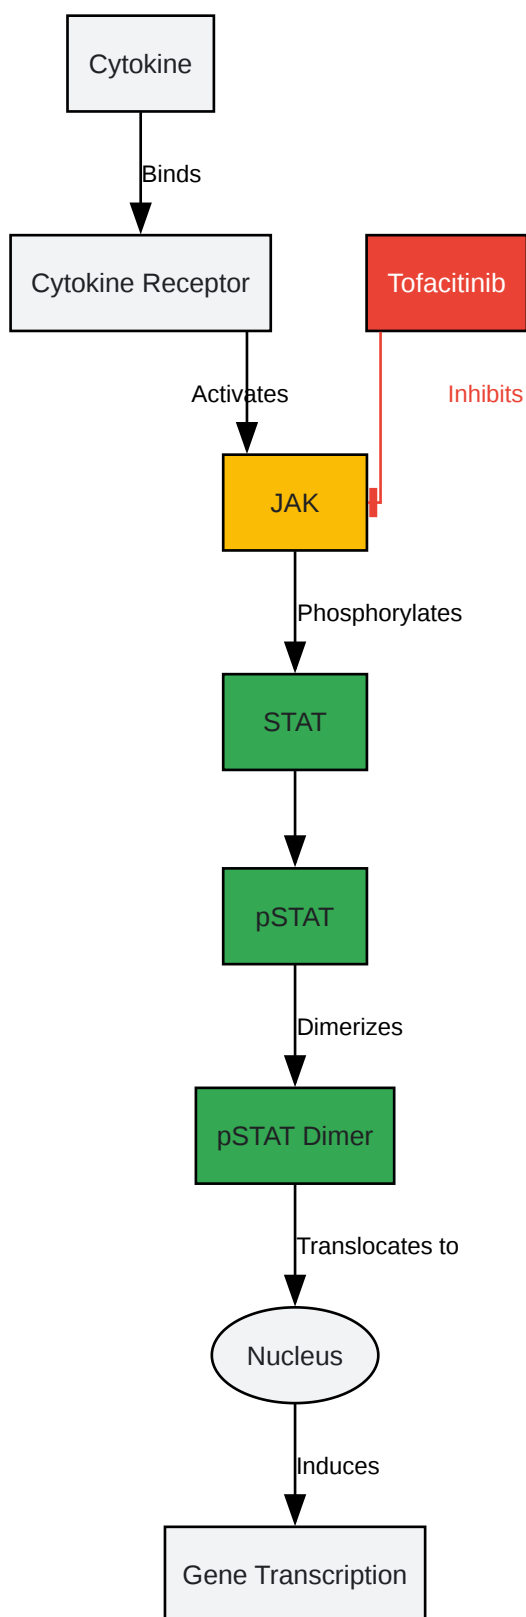 Cytokine
Binds
Cytokine Receptor
Tofacitinib
Activates
Inhibits
JAK
Phosphorylates
STAT
pSTAT
Dimerizes
pSTAT Dimer
Translocates to
Nucleus
Induces
Gene Transcription